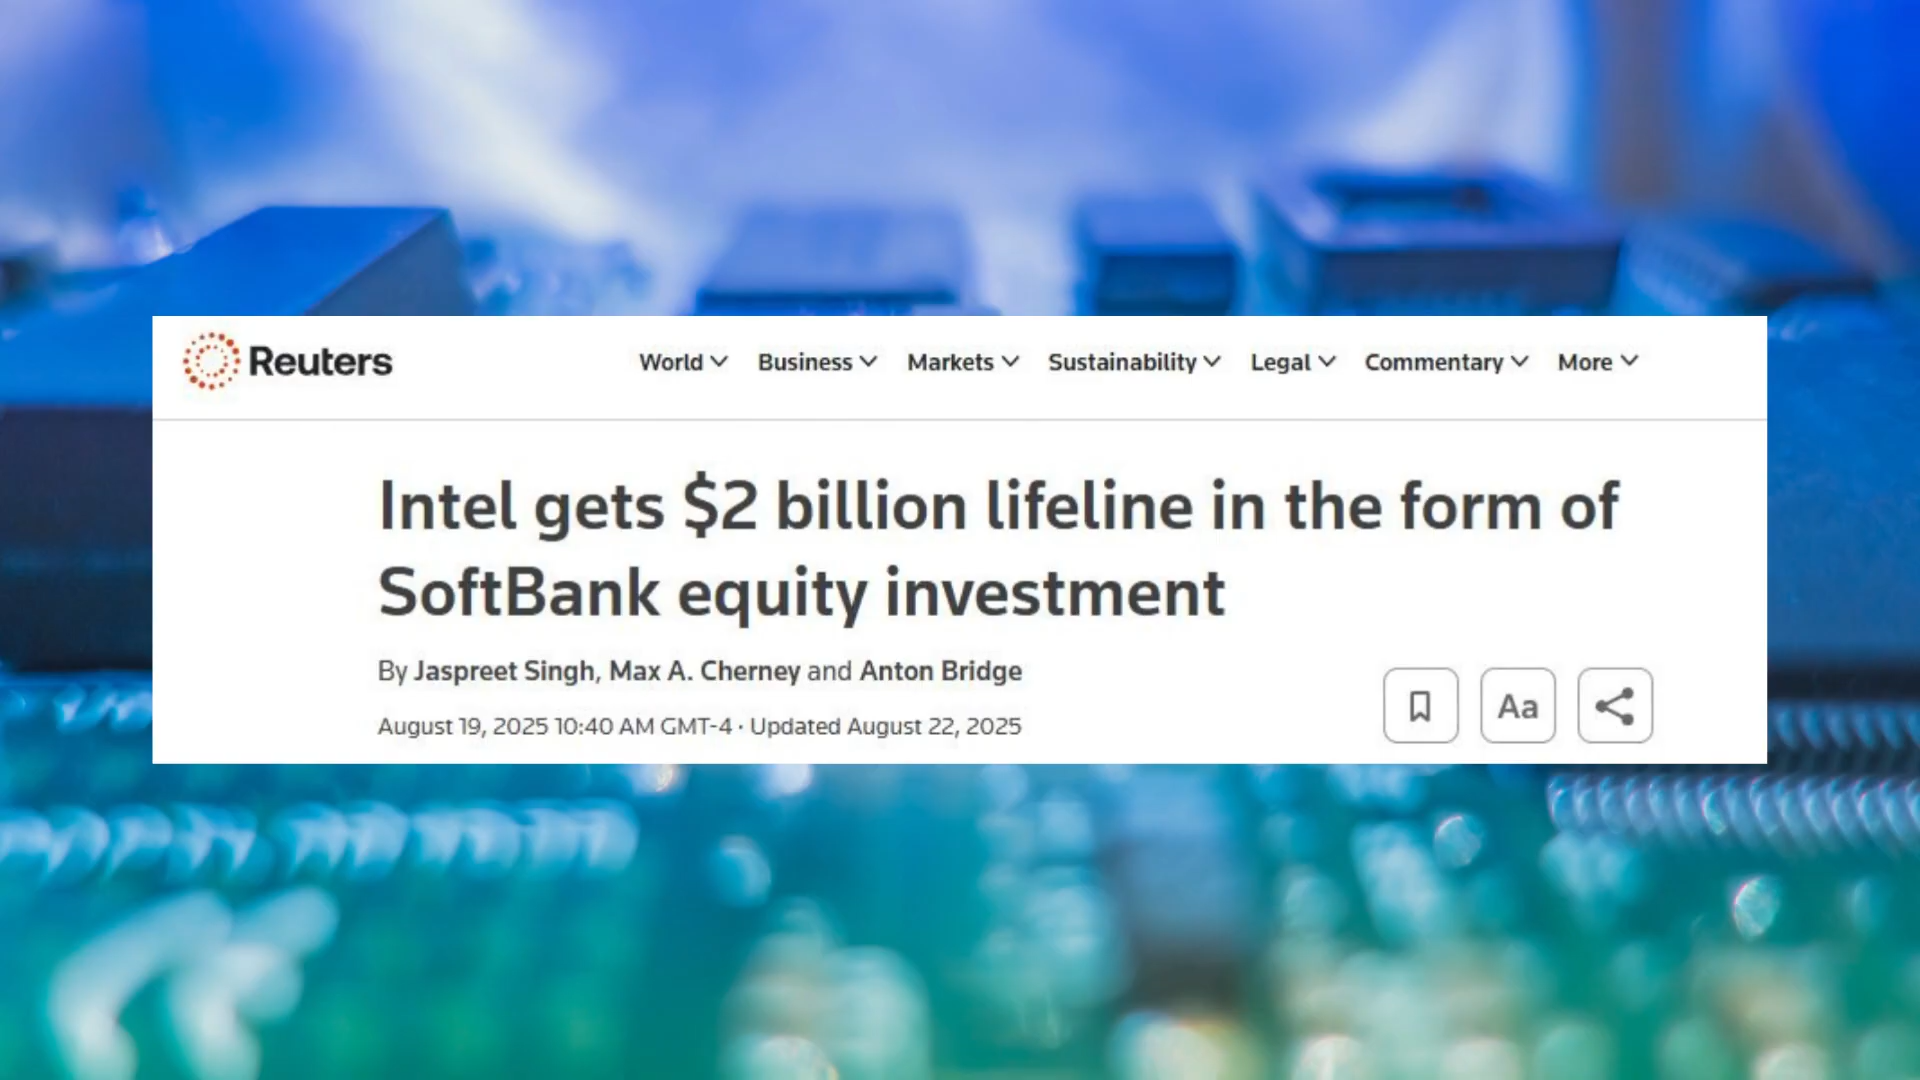 Reuters
World Business Markets Sustainability Legal Commentary More
Intel gets $2 billion lifeline in the form of
SoftBank equity investment
By Jaspreet Singh, Max A. Cherney and Anton Bridge
August 19, 2025 10:40 AM GMT-4 · Updated August 22, 2025
Aa